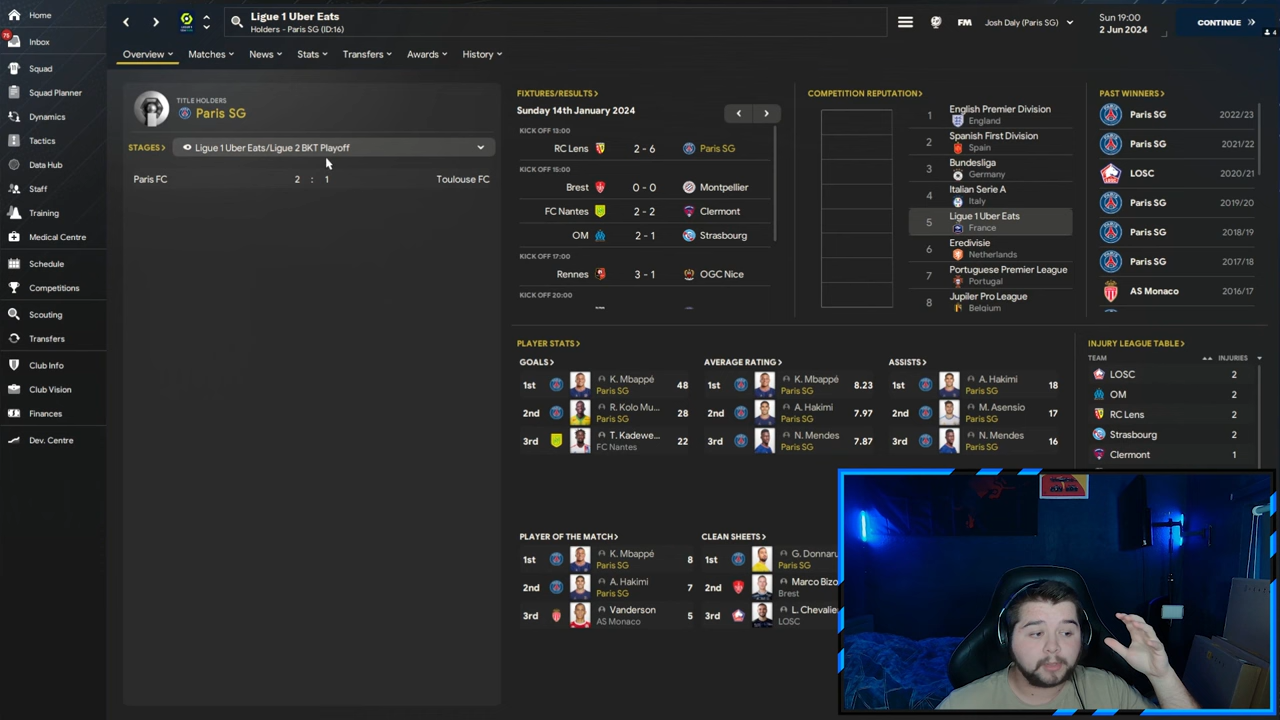 Home
Ligue 1 Uber Eats
Holders - Paris SG (ID:16)
FM
Josh Daly (Paris SG)
Sun 19:00
2 Jun 2024
CONTINUE
4
75
Inbox
Squad
Squad Planner
Dynamics
Tactics
Data Hub
Staff
Training
Medical Centre
Schedule
Competitions
Scouting
Transfers
Club Info
Club Vision
Finances
Dev. Centre
Overview
Matches
News
Stats
Transfers
Awards
History
TITLE HOLDERS
Paris SG
STAGES
Ligue 1 Uber Eats/Ligue 2 BKT Playoff
Paris FC 2 : 1 Toulouse FC
FIXTURES/RESULTS
Sunday 14th January 2024
KICK OFF 13:00
RC Lens 2 - 6 Paris SG
KICK OFF 15:00
Brest 0 - 0 Montpellier
FC Nantes 2 - 2 Clermont
OM 2 - 1 Strasbourg
KICK OFF 17:00
Rennes 3 - 1 OGC Nice
KICK OFF 20:00
COMPETITION REPUTATION
1 English Premier Division
England
2 Spanish First Division
Spain
3 Bundesliga
Germany
4 Italian Serie A
Italy
5 Ligue 1 Uber Eats
France
6 Eredivisie
Netherlands
7 Portuguese Premier League
Portugal
8 Jupiler Pro League
Belgium
PAST WINNERS
Paris SG 2022/23
Paris SG 2021/22
LOSC 2020/21
Paris SG 2019/20
Paris SG 2018/19
Paris SG 2017/18
AS Monaco 2016/17
PLAYER STATS
GOALS
1st K. Mbappé 48
Paris SG
2nd R. Kolo Mu... 28
Paris SG
3rd T. Kadewe... 22
FC Nantes
AVERAGE RATING
1st K. Mbappé 8.23
Paris SG
2nd A. Hakimi 7.97
Paris SG
3rd N. Mendes 7.87
Paris SG
ASSISTS
1st A. Hakimi 18
Paris SG
2nd M. Asensio 17
Paris SG
3rd N. Mendes 16
Paris SG
INJURY LEAGUE TABLE
TEAM INJURIES
LOSC 2
OM 2
RC Lens 2
Strasbourg 2
Clermont 1
PLAYER OF THE MATCH
1st K. Mbappé 8
Paris SG
2nd A. Hakimi 7
Paris SG
3rd Vanderson 5
AS Monaco
CLEAN SHEETS
1st G. Donnaru
Paris SG
2nd Marco Bizo
Brest
3rd L. Chevalie
LOSC